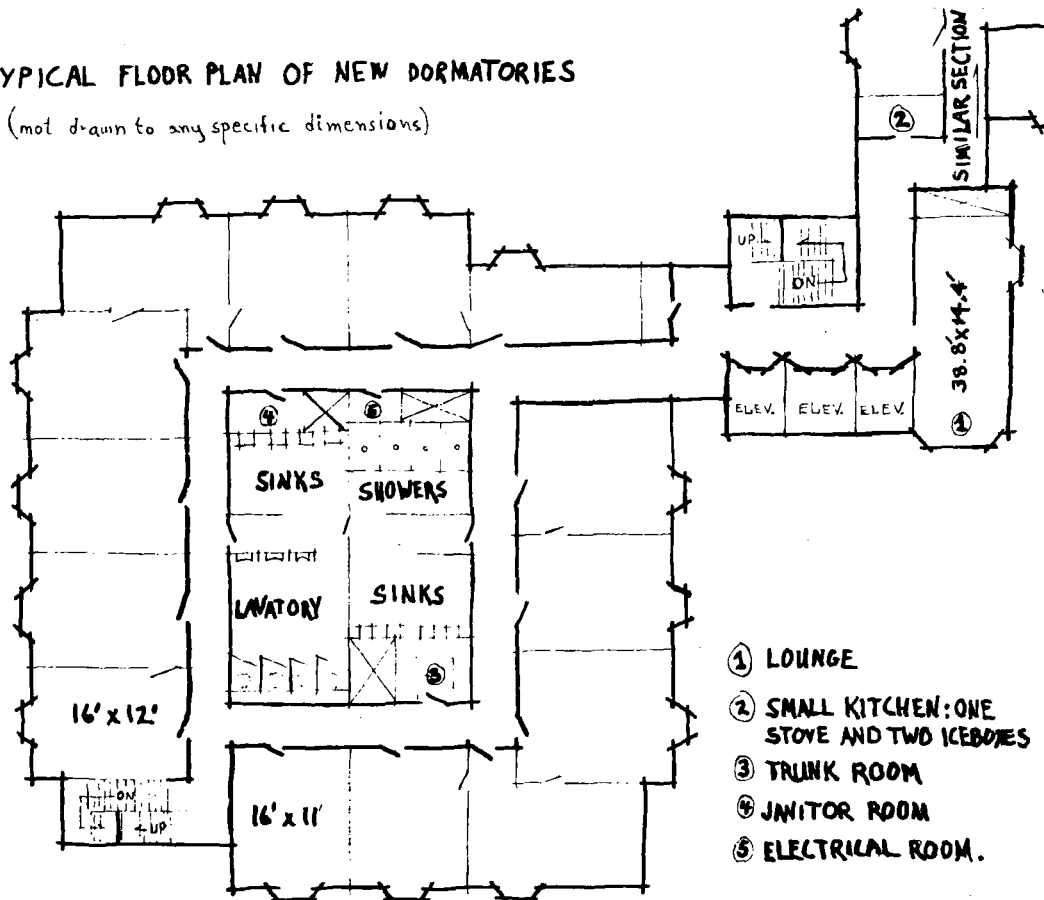 YPICAL FLOOR PLAN OF NEW DORMATORIES
(not drawn to any specific dimensions)
SIMILAR SECTION
2
UP
DN
38.8'x14.4'
1
ELEV.
ELEV.
ELEV.
4
5
SINKS
SHOWERS
LAVATORY
SINKS
3
16' x 12'
16' x 11'
DN
UP
1 LOUNGE
2 SMALL KITCHEN: ONE
STOVE AND TWO ICEBOXES
3 TRUNK ROOM
4 JANITOR ROOM
5 ELECTRICAL ROOM.